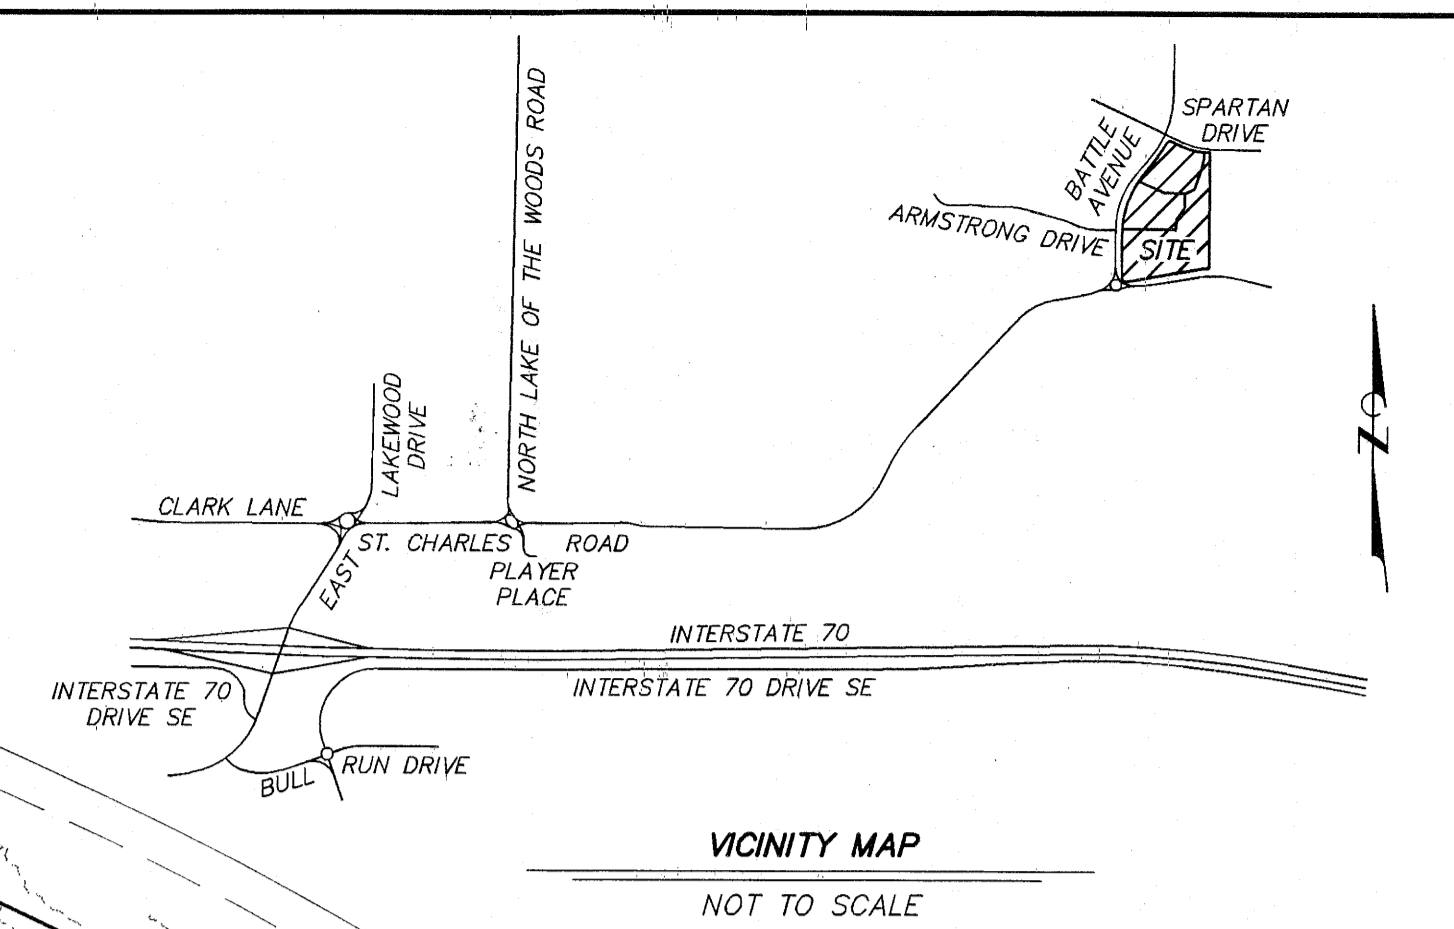 SPARTAN
DRIVE
BATTLE
AVENUE
ARMSTRONG DRIVE
SITE
NORTH LAKE OF THE WOODS ROAD
LAKEWOOD
DRIVE
CLARK LANE
EAST ST. CHARLES ROAD
PLAYER
PLACE
N
INTERSTATE 70
INTERSTATE 70 DRIVE SE
INTERSTATE 70
DRIVE SE
BULL RUN DRIVE
VICINITY MAP
NOT TO SCALE